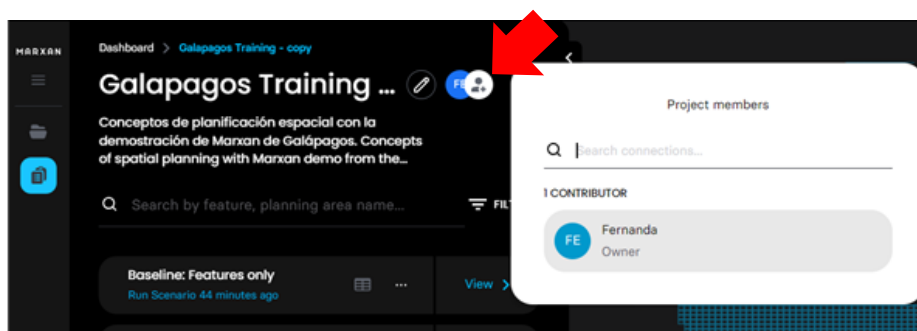 MARXAN
Dashboard > Galapagos Training - copy
Galapagos Training ...
FE
Conceptos de planificación espacial con la
demostración de Marxan de Galápagos. Concepts
of spatial planning with Marxan demo from the...
Search by feature, planning area name...
Baseline: Features only
Run Scenario 44 minutes ago
...
View >
Project members
Search connections...
1 CONTRIBUTOR
FE
Fernanda
Owner